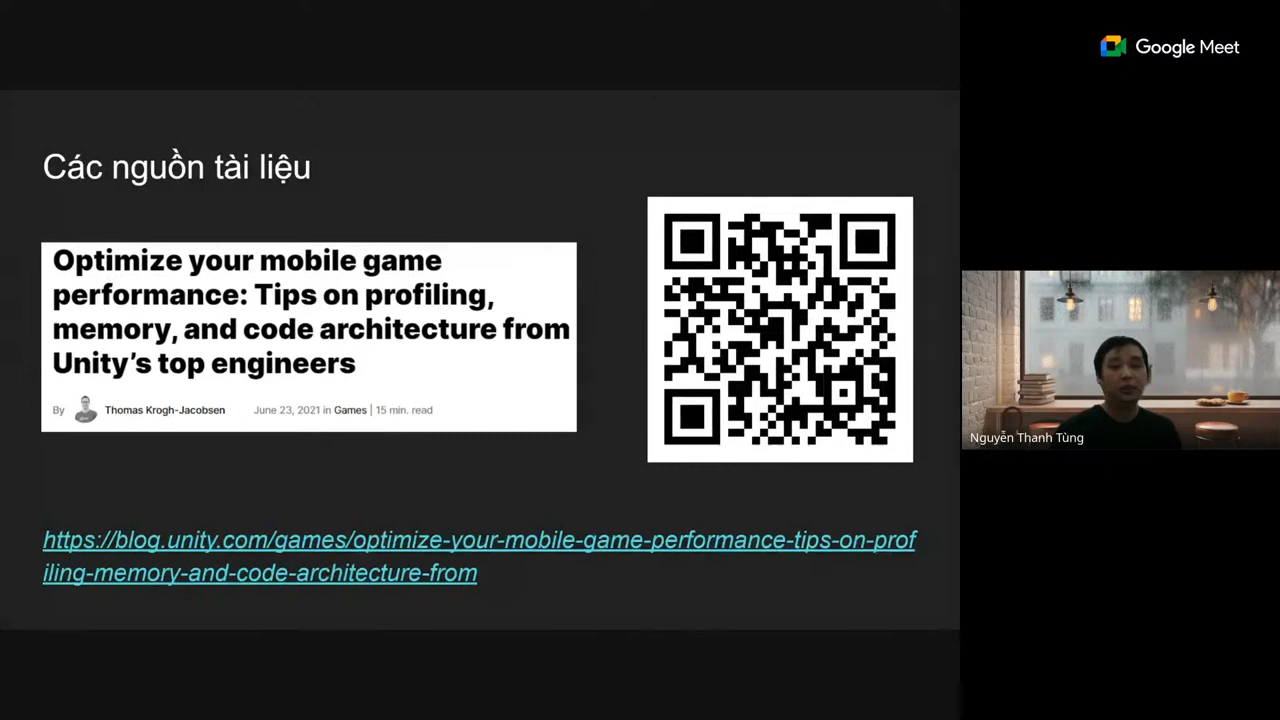 Google Meet
Các nguồn tài liệu
Optimize your mobile game
performance: Tips on profiling,
memory, and code architecture from
Unity’s top engineers
By Thomas Krogh-Jacobsen June 23, 2021 in Games | 15 min. read
https://blog.unity.com/games/optimize-your-mobile-game-performance-tips-on-prof
iling-memory-and-code-architecture-from
Nguyễn Thanh Tùng